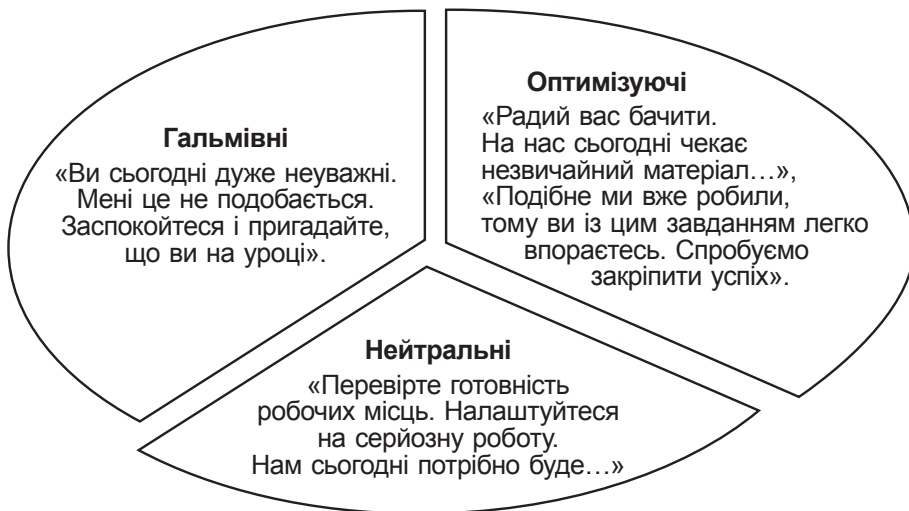 Гальмівні
«Ви сьогодні дуже неуважні.
Мені це не подобається.
Заспокойтеся і пригадайте,
що ви на уроці».
Оптимізуючі
«Радий вас бачити.
На нас сьогодні чекає
незвичайний матеріал…»,
«Подібне ми вже робили,
тому ви із цим завданням легко
впораєтесь. Спробуємо
закріпити успіх».
Нейтральні
«Перевірте готовність
робочих місць. Налаштуйтеся
на серйозну роботу.
Нам сьогодні потрібно буде…»